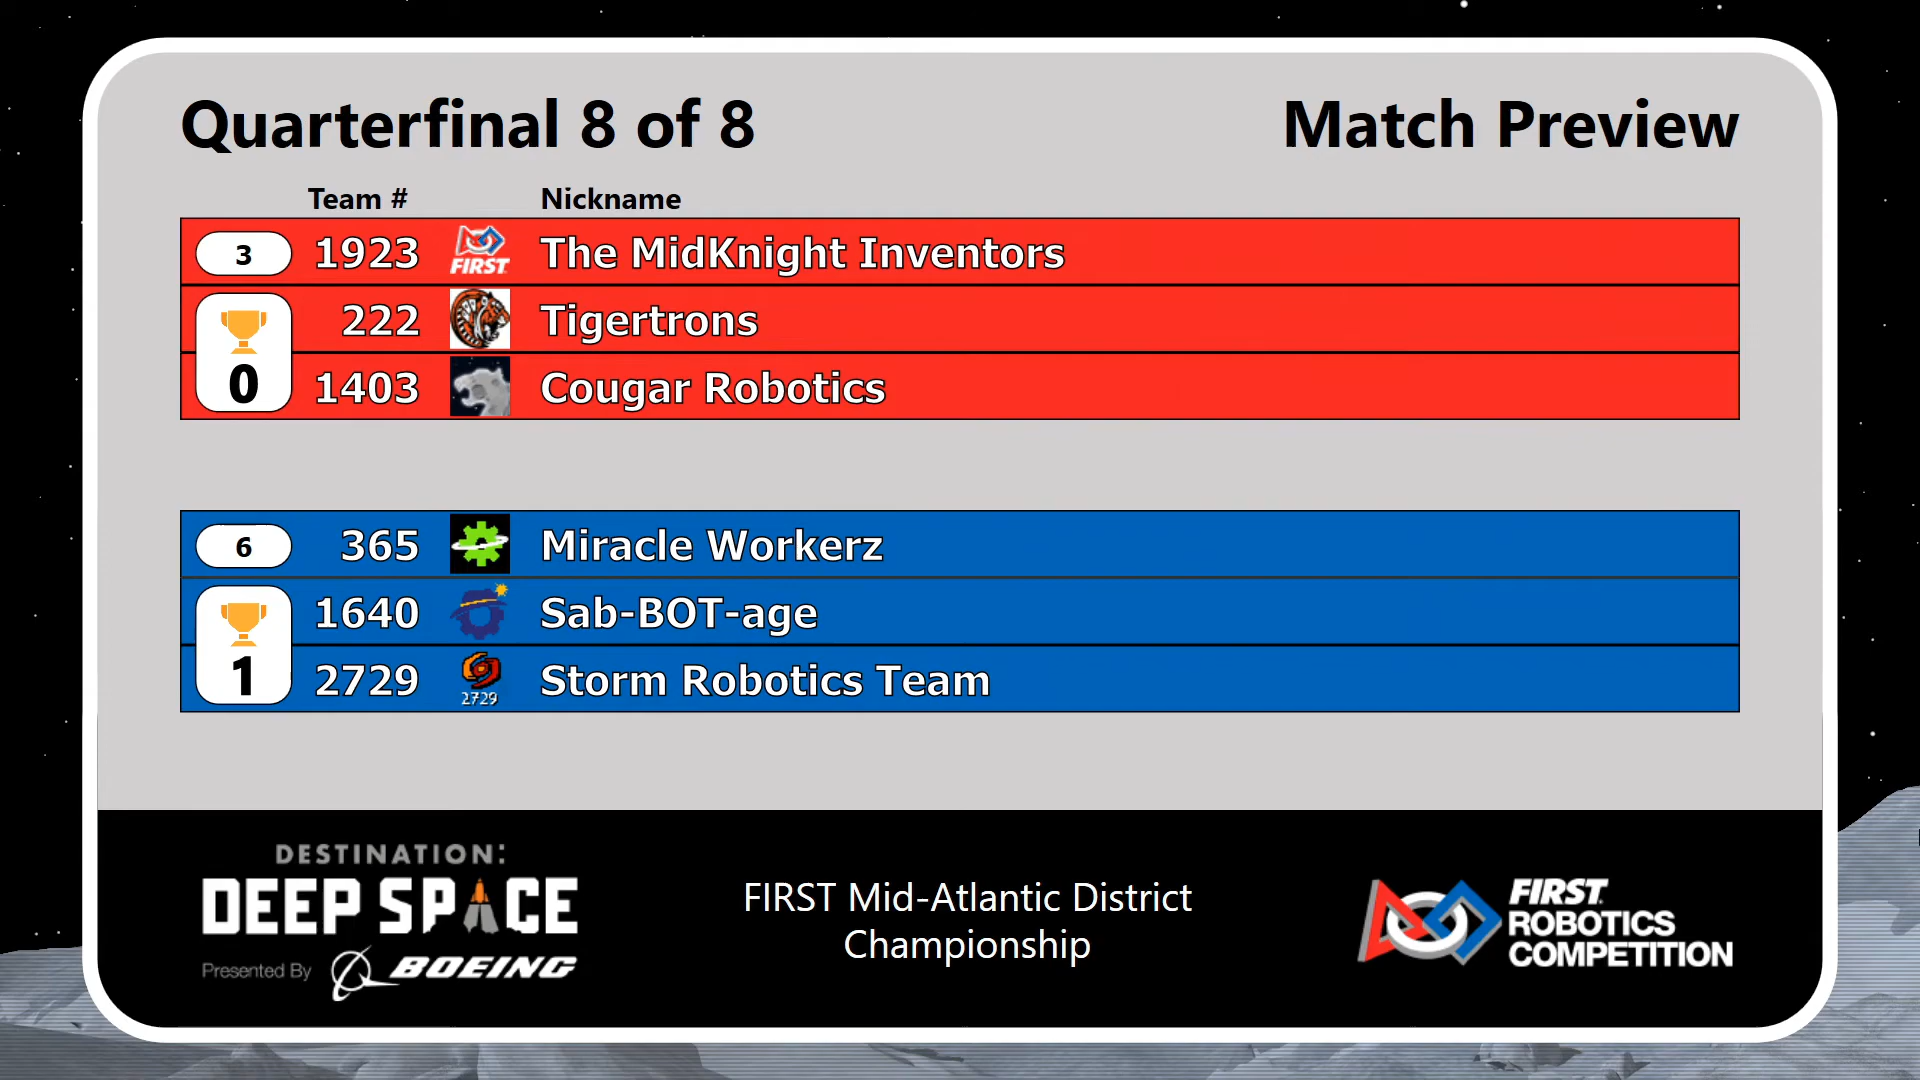 Quarterfinal 8 of 8
Match Preview
Team # Nickname
3 1923 FIRST The MidKnight Inventors
222 Tigertrons
0 1403 Cougar Robotics
6 365 Miracle Workerz
1640 Sab-BOT-age
1 2729 2729 Storm Robotics Team
DESTINATION:
DEEP SPACE
Presented By BOEING
FIRST Mid-Atlantic District
Championship
FIRST
ROBOTICS
COMPETITION